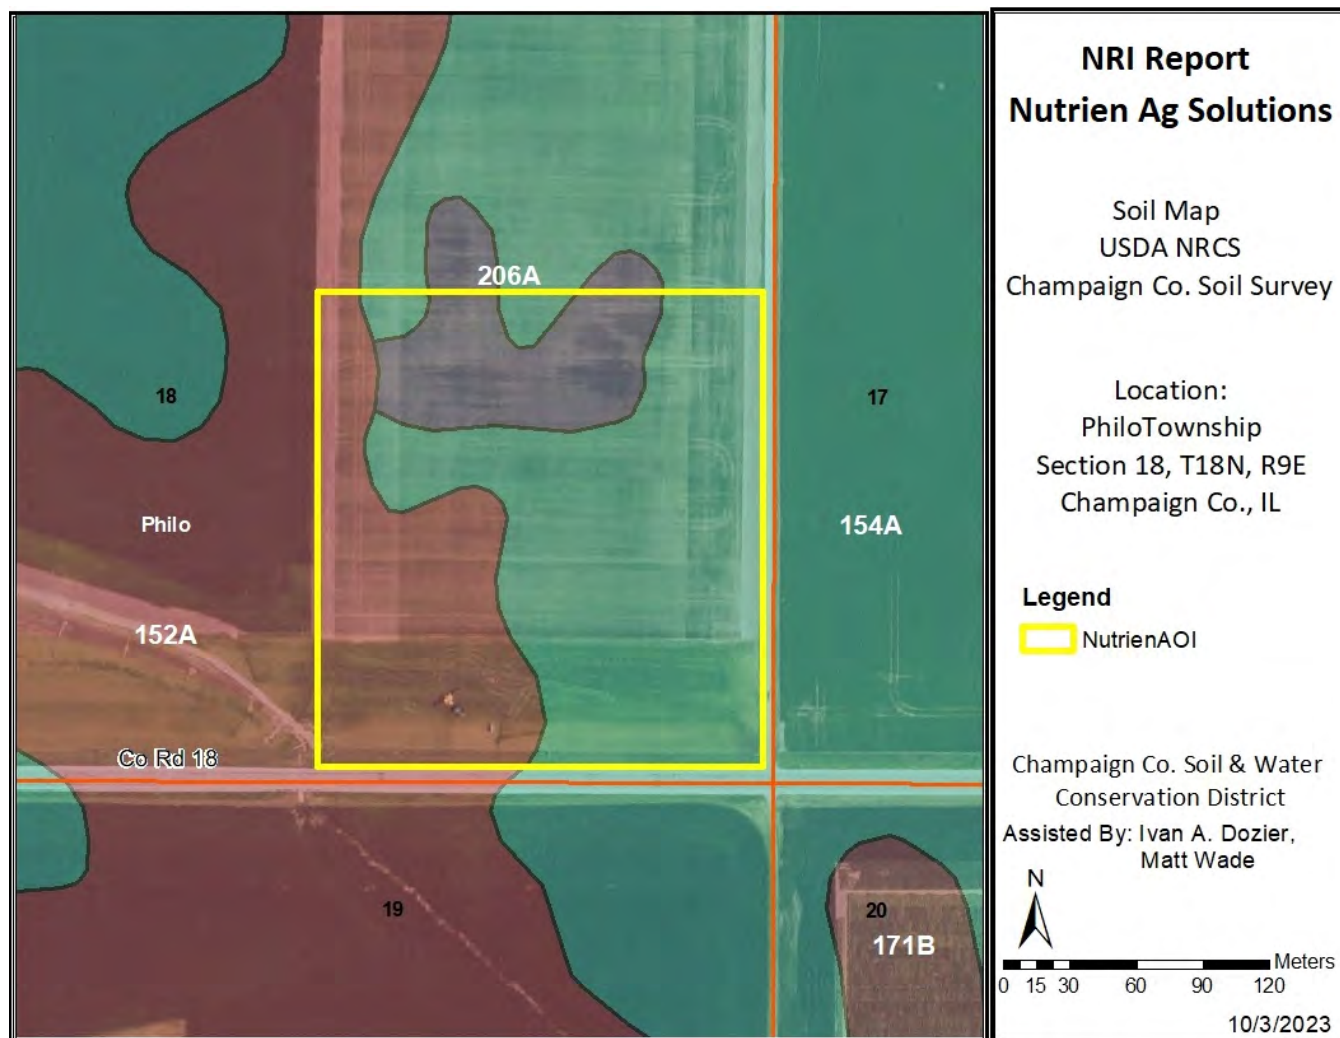 206A
18
17
Philo
154A
152A
Co Rd 18
19
20
171B
NRI Report
Nutrien Ag Solutions
Soil Map
USDA NRCS
Champaign Co. Soil Survey
Location:
PhiloTownship
Section 18, T18N, R9E
Champaign Co., IL
Legend
NutrienAOI
Champaign Co. Soil & Water
Conservation District
Assisted By: Ivan A. Dozier,
Matt Wade
N
Meters
0 15 30 60 90 120
10/3/2023